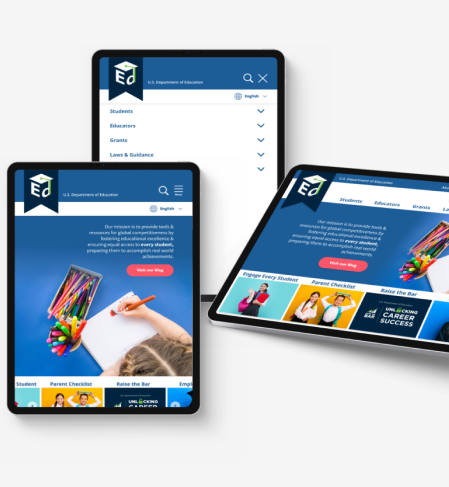 Ed
U.S. Department of Education
English
Students
Educators
Grants
Laws & Guidance
Ed
U.S. Department of Education
English
Our mission is to provide tools &
resources for global competitiveness by
fostering educational excellence &
ensuring equal access to every student,
preparing them to accomplish real world
achievements.
Visit our Blog
Student Parent Checklist Raise the Bar
UNLOCKING
CAREER
Ed
U.S. Department of Education
Students Educators Grants
Our mission is to provide tools &
resources for global competitiveness by
fostering educational excellence &
ensuring equal access to every student,
preparing them to accomplish real world
achievements.
Visit our Blog
Engage Every Student Parent Checklist Raise the Bar
UNLOCKING
CAREER
SUCCESS